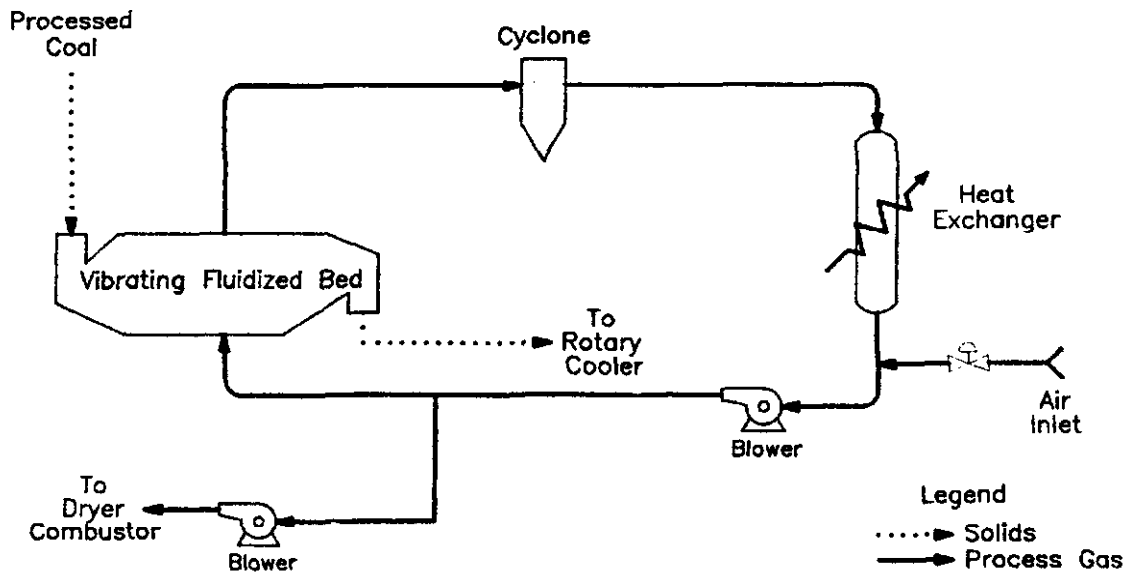 Processed
Coal
Cyclone
Heat
Exchanger
Vibrating Fluidized Bed
To
Rotary
Cooler
Air
Inlet
Blower
To
Dryer
Combustor
Blower
Legend
Solids
Process Gas